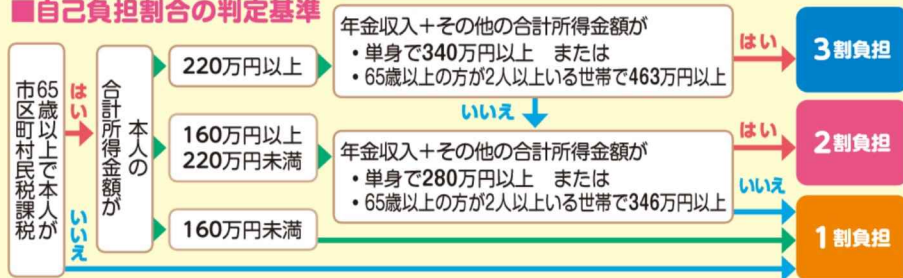 ■自己負担割合の判定基準
65歳以上で本人が
市区町村民税課税
はい
いいえ
本人の
合計所得金額が
220万円以上
160万円以上
220万円未満
160万円未満
年金収入＋その他の合計所得金額が
・単身で340万円以上　または
・65歳以上の方が2人以上いる世帯で463万円以上
はい
3割負担
いいえ
年金収入＋その他の合計所得金額が
・単身で280万円以上　または
・65歳以上の方が2人以上いる世帯で346万円以上
はい
2割負担
いいえ
1割負担